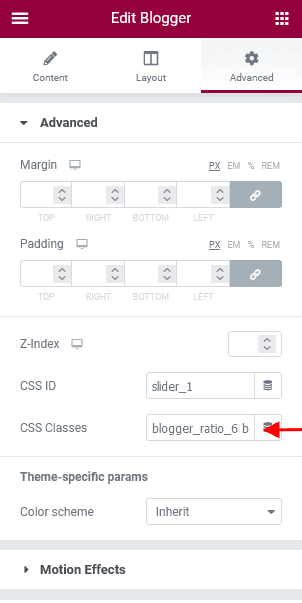 Edit Blogger
Content Layout Advanced
Advanced
Margin PX EM % REM
TOP RIGHT BOTTOM LEFT
Padding PX EM % REM
TOP RIGHT BOTTOM LEFT
Z-Index
CSS ID slider_1
CSS Classes blogger_ratio_6 b
Theme-specific params
Color scheme Inherit
Motion Effects